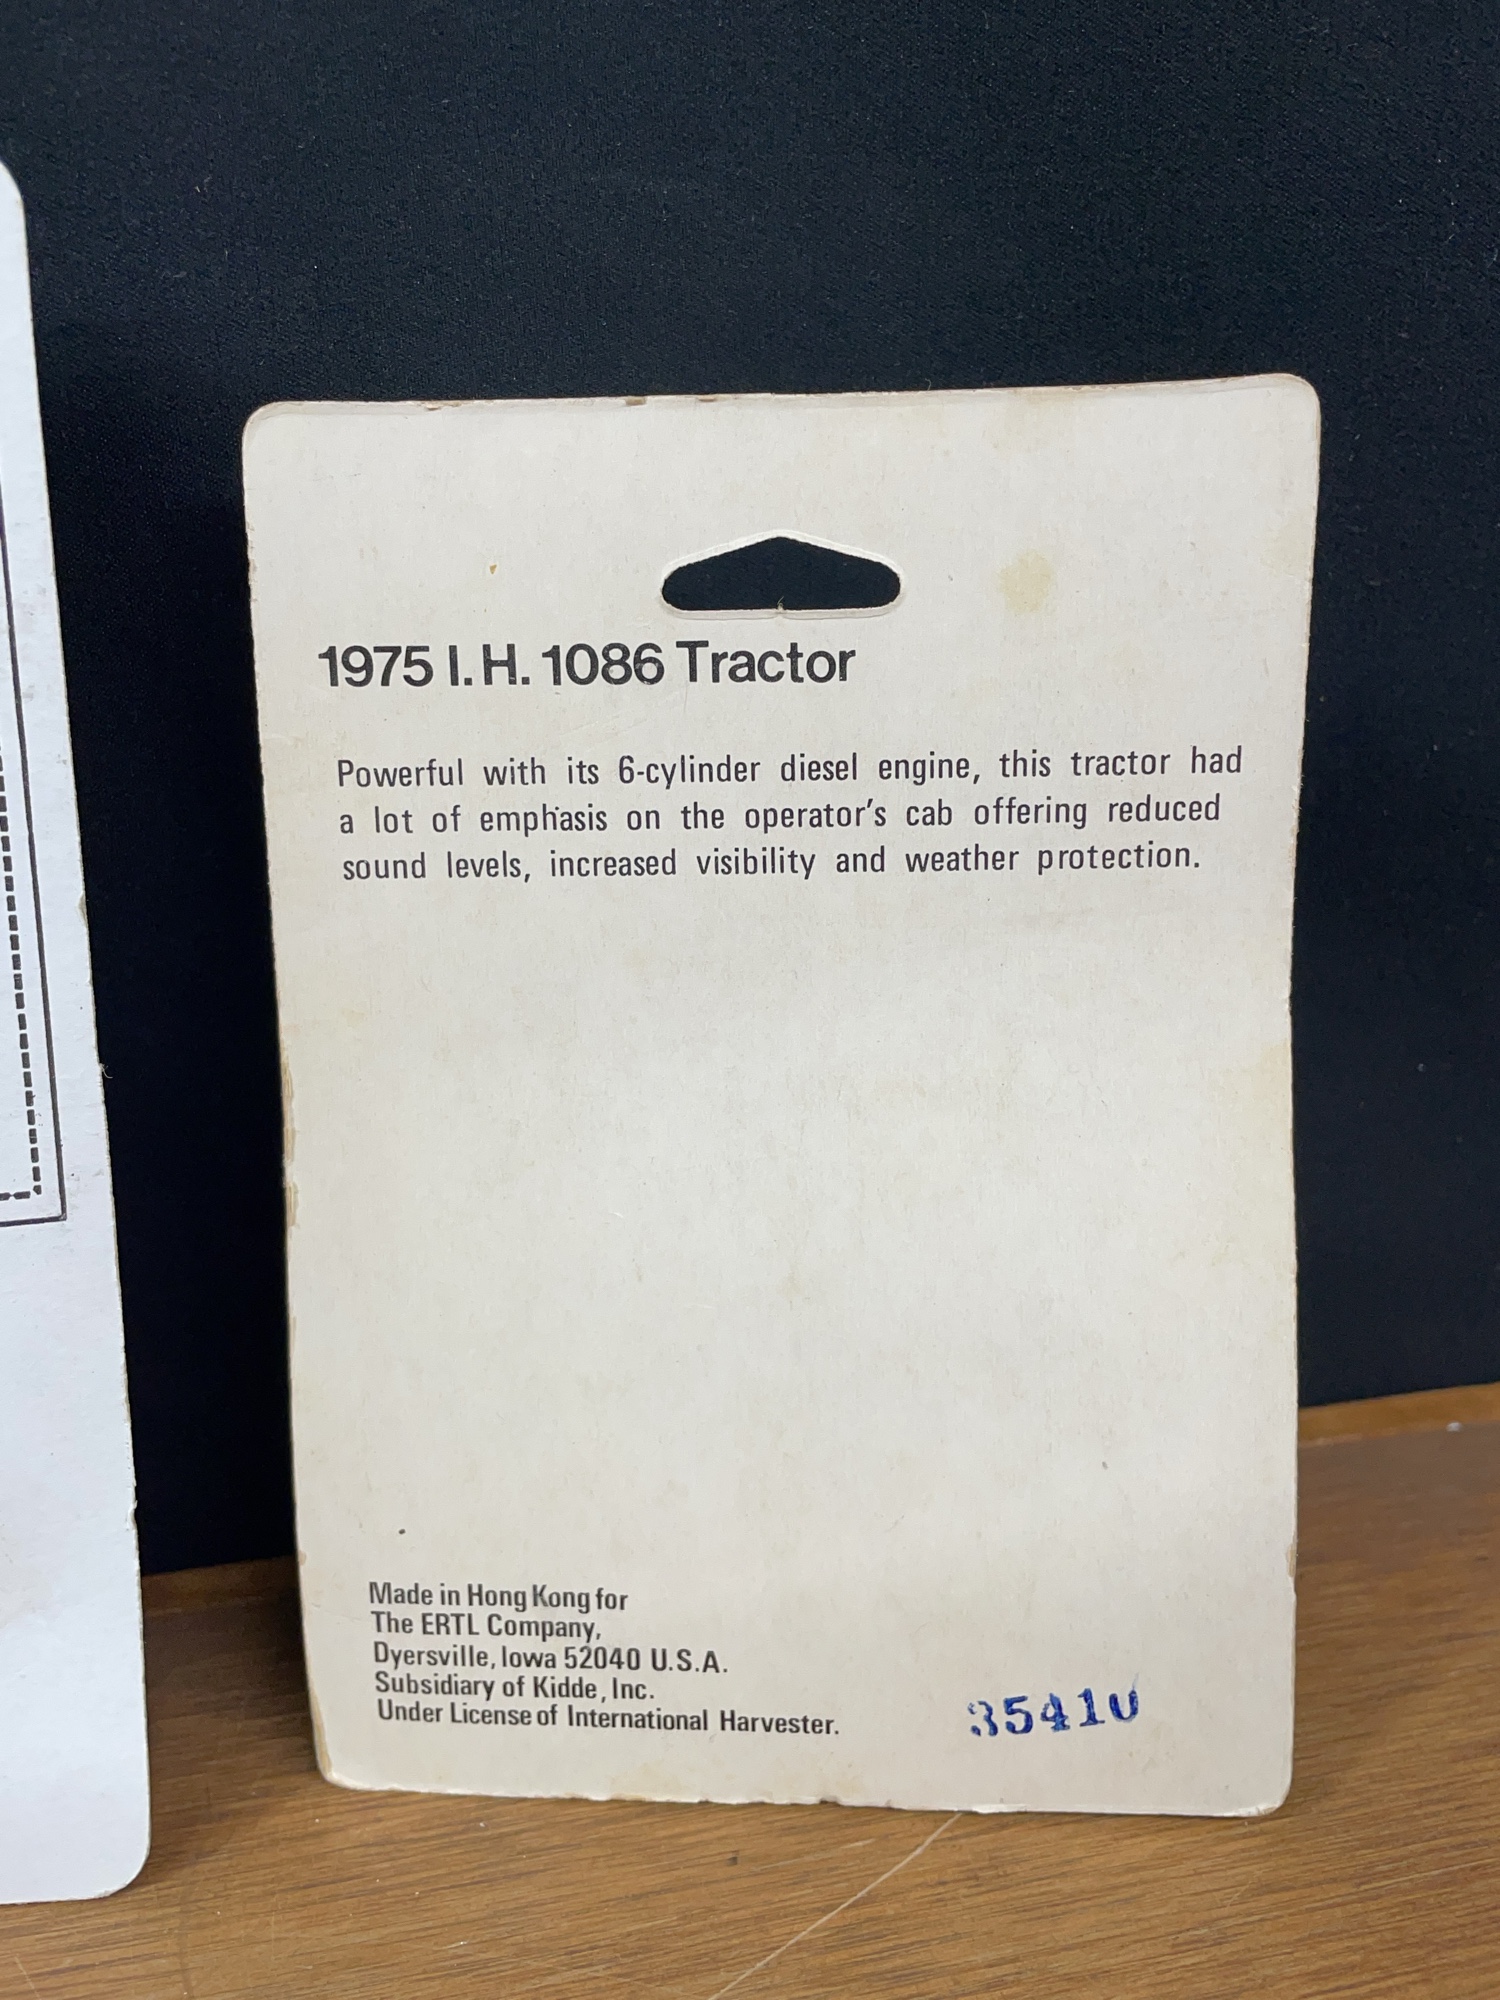 1975 I.H. 1086 Tractor
Powerful with its 6-cylinder diesel engine, this tractor had
a lot of emphasis on the operator's cab offering reduced
sound levels, increased visibility and weather protection.
Made in Hong Kong for
The ERTL Company,
Dyersville, Iowa 52040 U.S.A.
Subsidiary of Kidde, Inc.
Under License of International Harvester.
35410